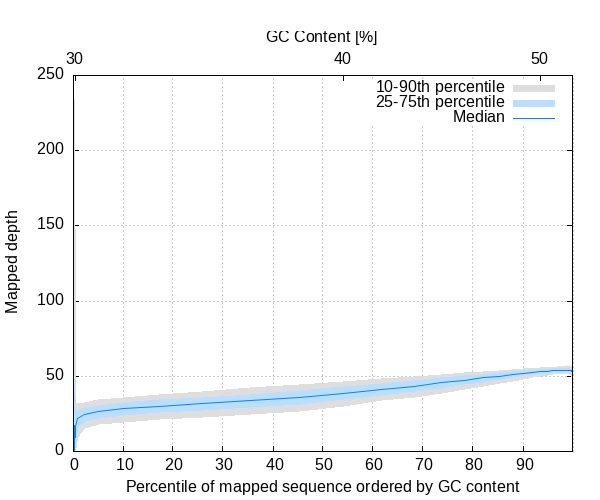 GC Content [%]
30 40 50
250
200
150
100
50
0
Mapped depth
10-90th percentile
25-75th percentile
Median
0 10 20 30 40 50 60 70 80 90
Percentile of mapped sequence ordered by GC content